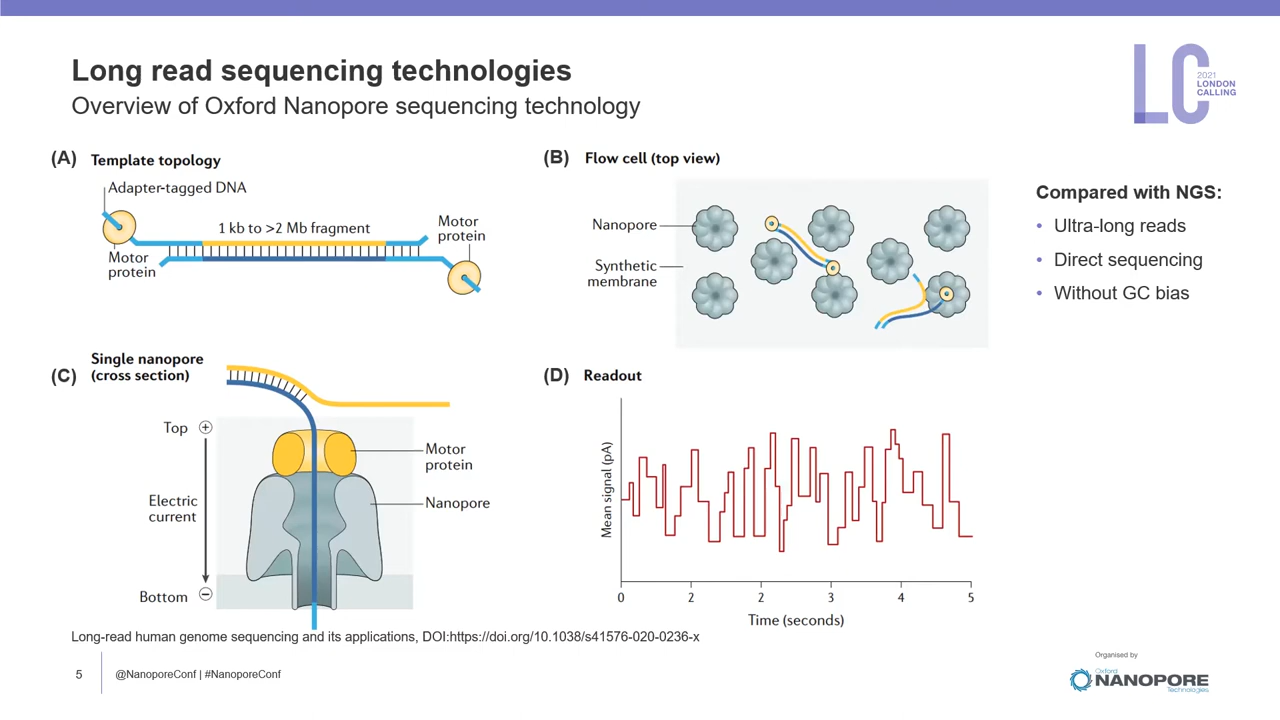 Long read sequencing technologies
Overview of Oxford Nanopore sequencing technology
LC
2021
LONDON
CALLING
(A) Template topology
Adapter-tagged DNA
1 kb to >2 Mb fragment
Motor
protein
Motor
protein
(B) Flow cell (top view)
Nanopore
Synthetic
membrane
Compared with NGS:
• Ultra-long reads
• Direct sequencing
• Without GC bias
(C) Single nanopore
(cross section)
Top +
Electric
current
Bottom −
Motor
protein
Nanopore
(D) Readout
Mean signal (pA)
0 2 2 3 4 5
Time (seconds)
Long-read human genome sequencing and its applications, DOI:https://doi.org/10.1038/s41576-020-0236-x
5 @NanoporeConf | #NanoporeConf
Organised by
Oxford
NANOPORE
Technologies